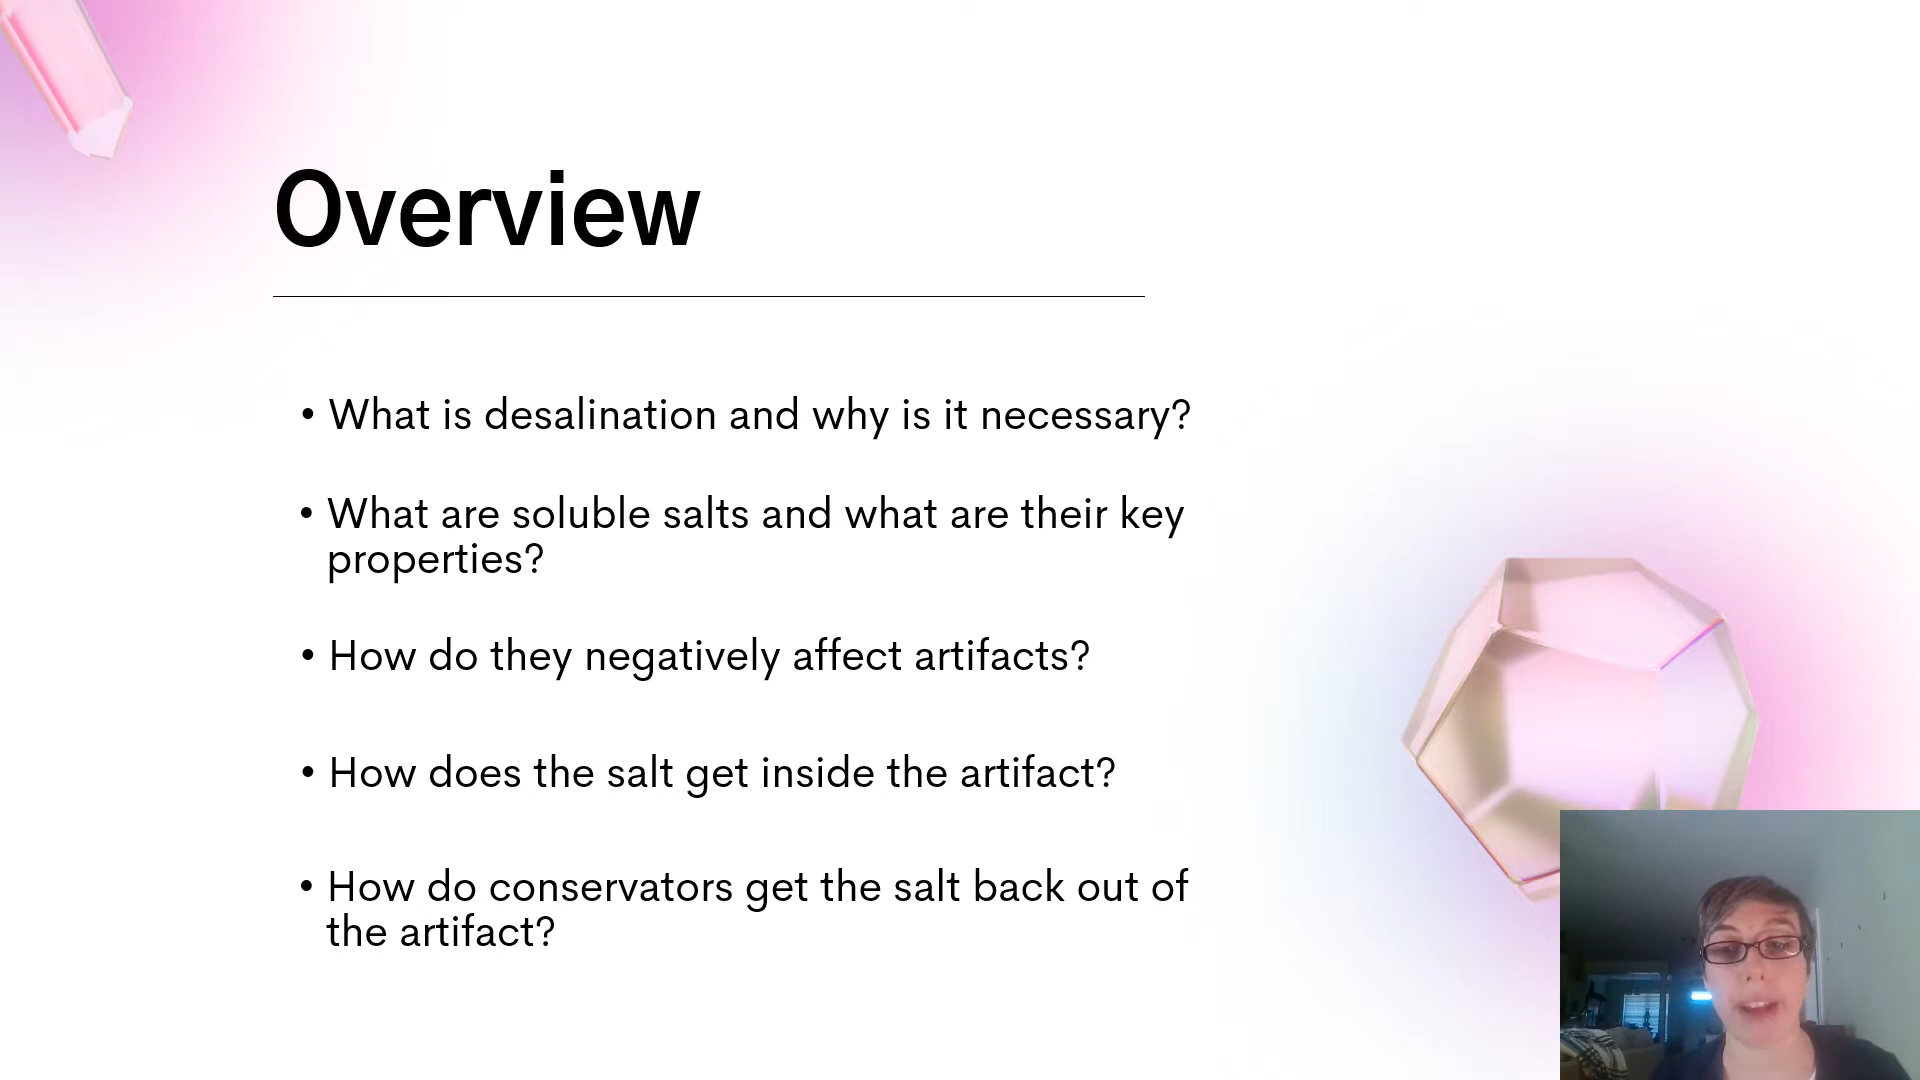 Overview
• What is desalination and why is it necessary?
• What are soluble salts and what are their key
properties?
• How do they negatively affect artifacts?
• How does the salt get inside the artifact?
• How do conservators get the salt back out of
the artifact?